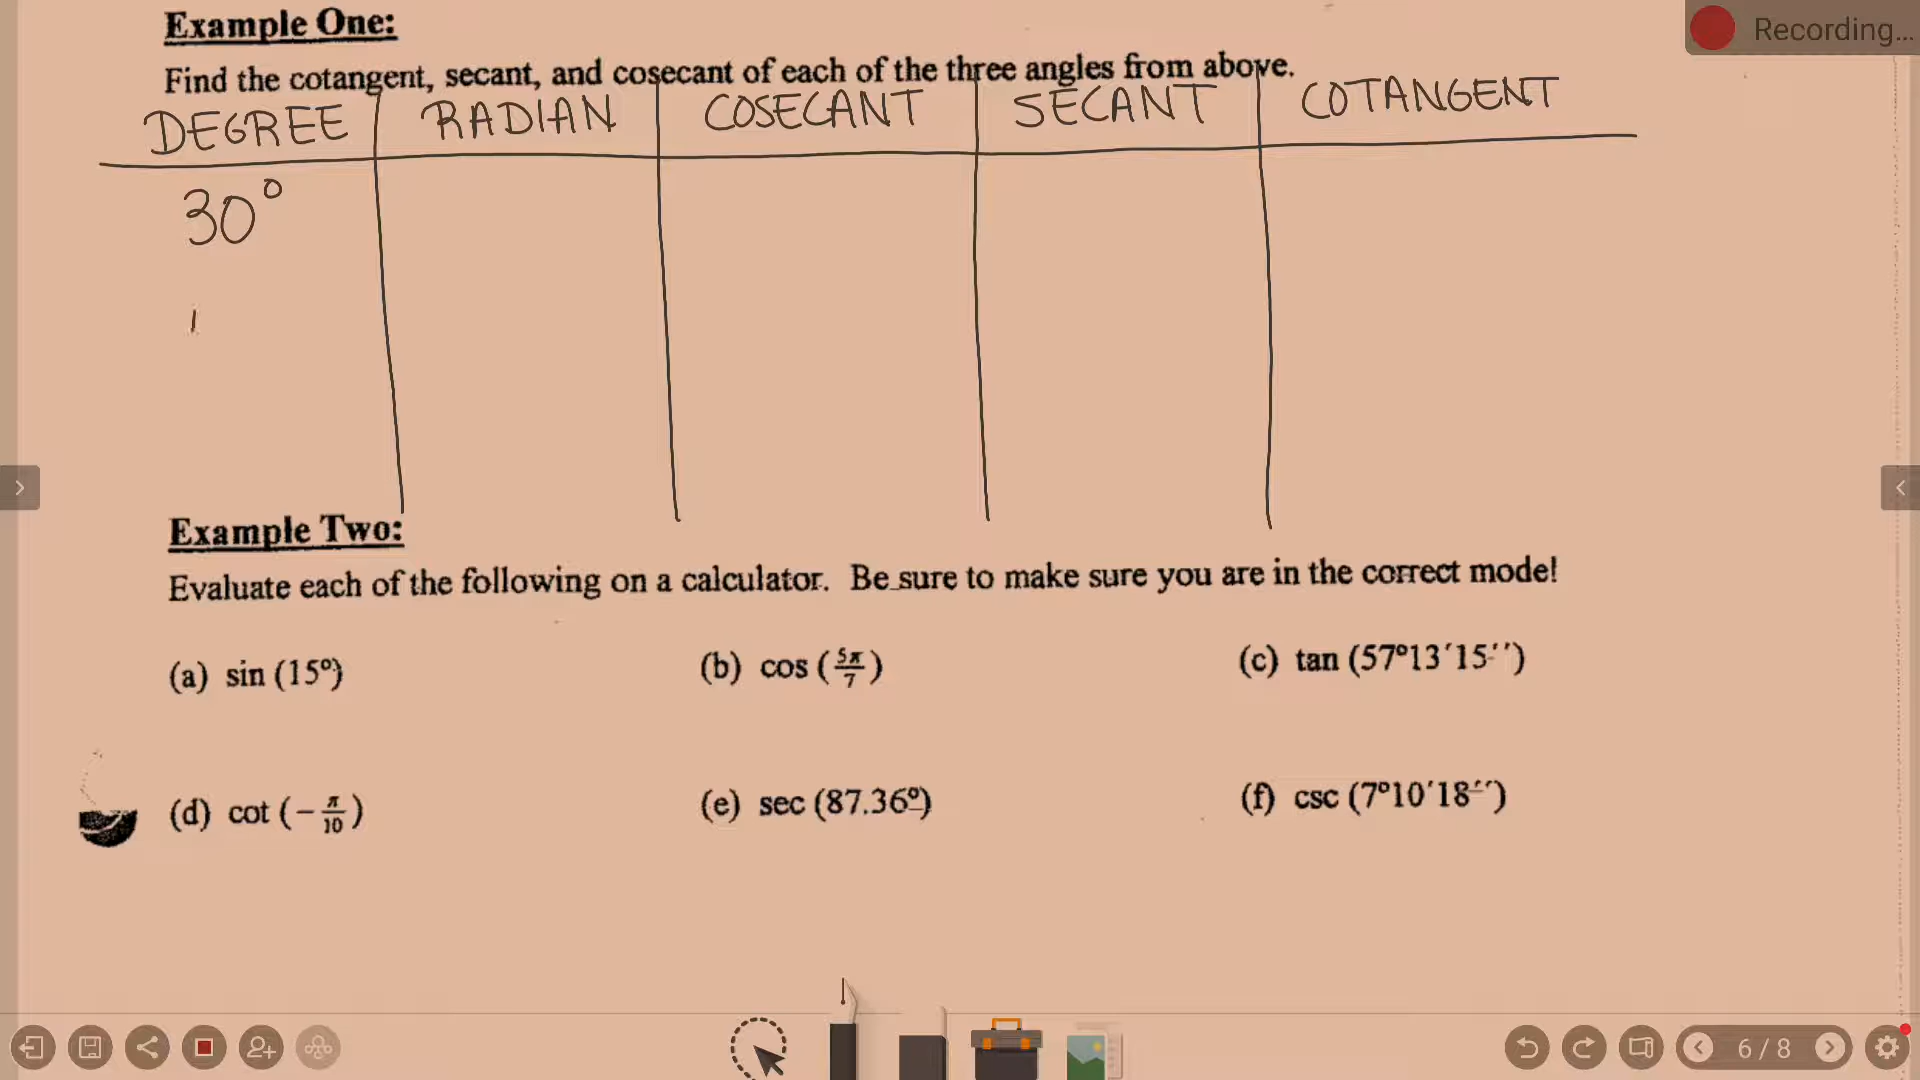 Recording...
Example One:
Find the cotangent, secant, and cosecant of each of the three angles from above.
DEGREE RADIAN COSECANT SECANT COTANGENT
30°
Example Two:
Evaluate each of the following on a calculator. Be sure to make sure you are in the correct mode!
(a) sin (15°) (b) cos (5π/7) (c) tan (57°13′15′′)
(d) cot (−π/10) (e) sec (87.36°) (f) csc (7°10′18′′)
6 / 8